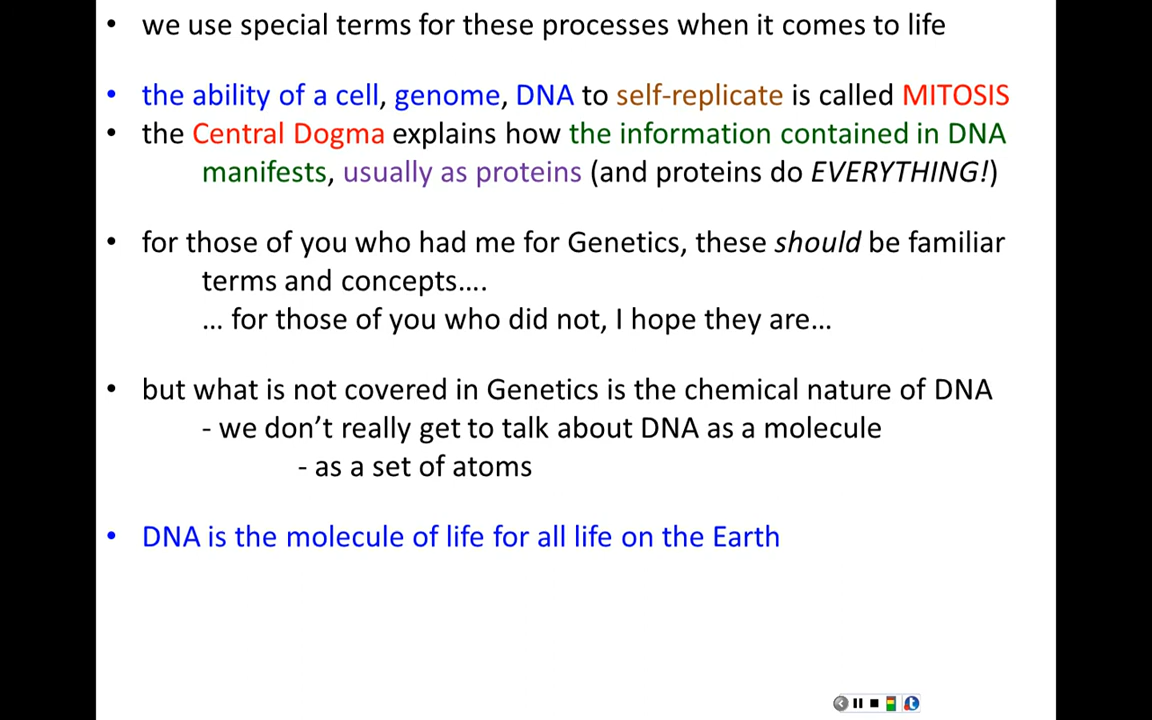 • we use special terms for these processes when it comes to life
• the ability of a cell, genome, DNA to self-replicate is called MITOSIS
• the Central Dogma explains how the information contained in DNA
manifests, usually as proteins (and proteins do EVERYTHING!)
• for those of you who had me for Genetics, these should be familiar
terms and concepts….
… for those of you who did not, I hope they are…
• but what is not covered in Genetics is the chemical nature of DNA
- we don’t really get to talk about DNA as a molecule
- as a set of atoms
• DNA is the molecule of life for all life on the Earth